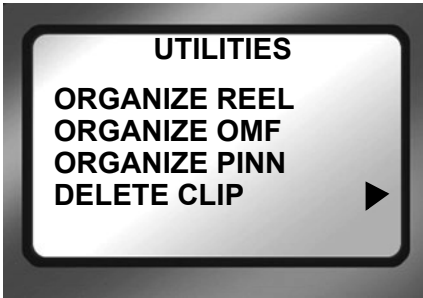 UTILITIES
ORGANIZE REEL
ORGANIZE OMF
ORGANIZE PINN
DELETE CLIP